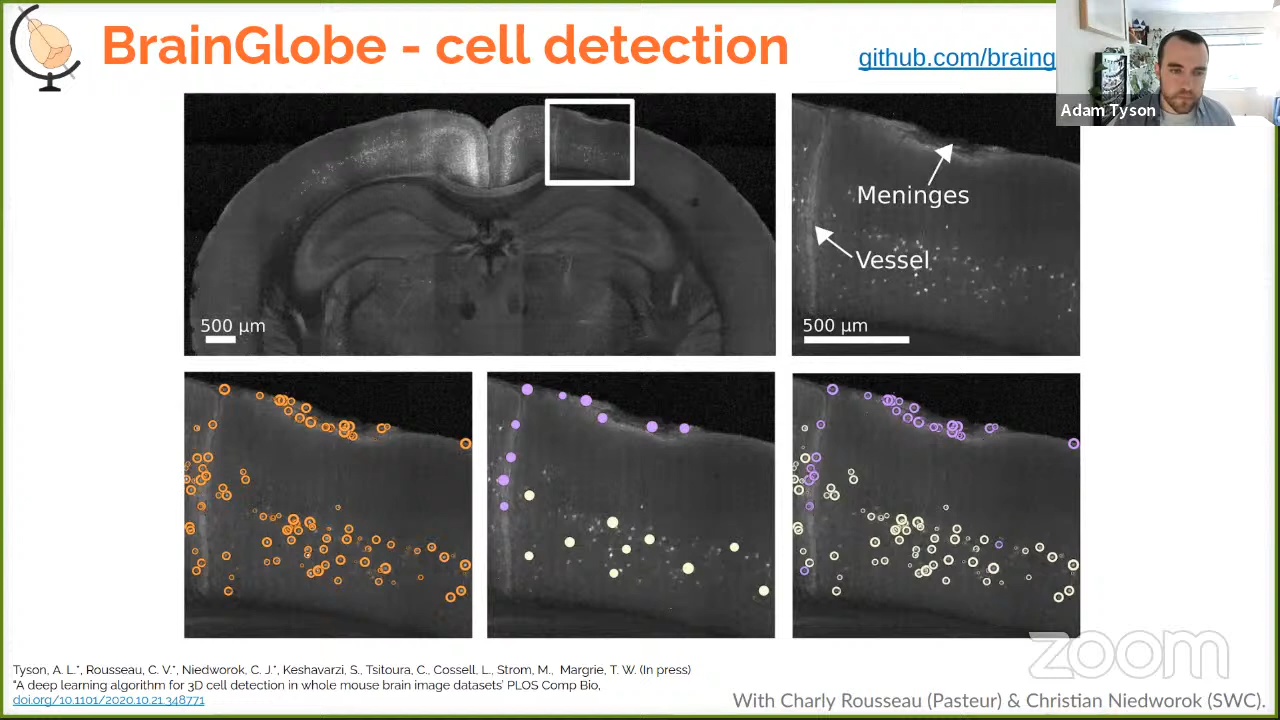 BrainGlobe - cell detection
github.com/braing
Adam Tyson
Meninges
Vessel
500 µm
500 µm
zoom
Tyson, A. L.*, Rousseau, C. V.*, Niedworok, C. J.*, Keshavarzi, S., Tsitoura, C., Cossell, L., Strom, M., Margrie, T. W. (In press)
"A deep learning algorithm for 3D cell detection in whole mouse brain image datasets' PLOS Comp Bio,
doi.org/10.1101/2020.10.21.348771
With Charly Rousseau (Pasteur) & Christian Niedworok (SWC).